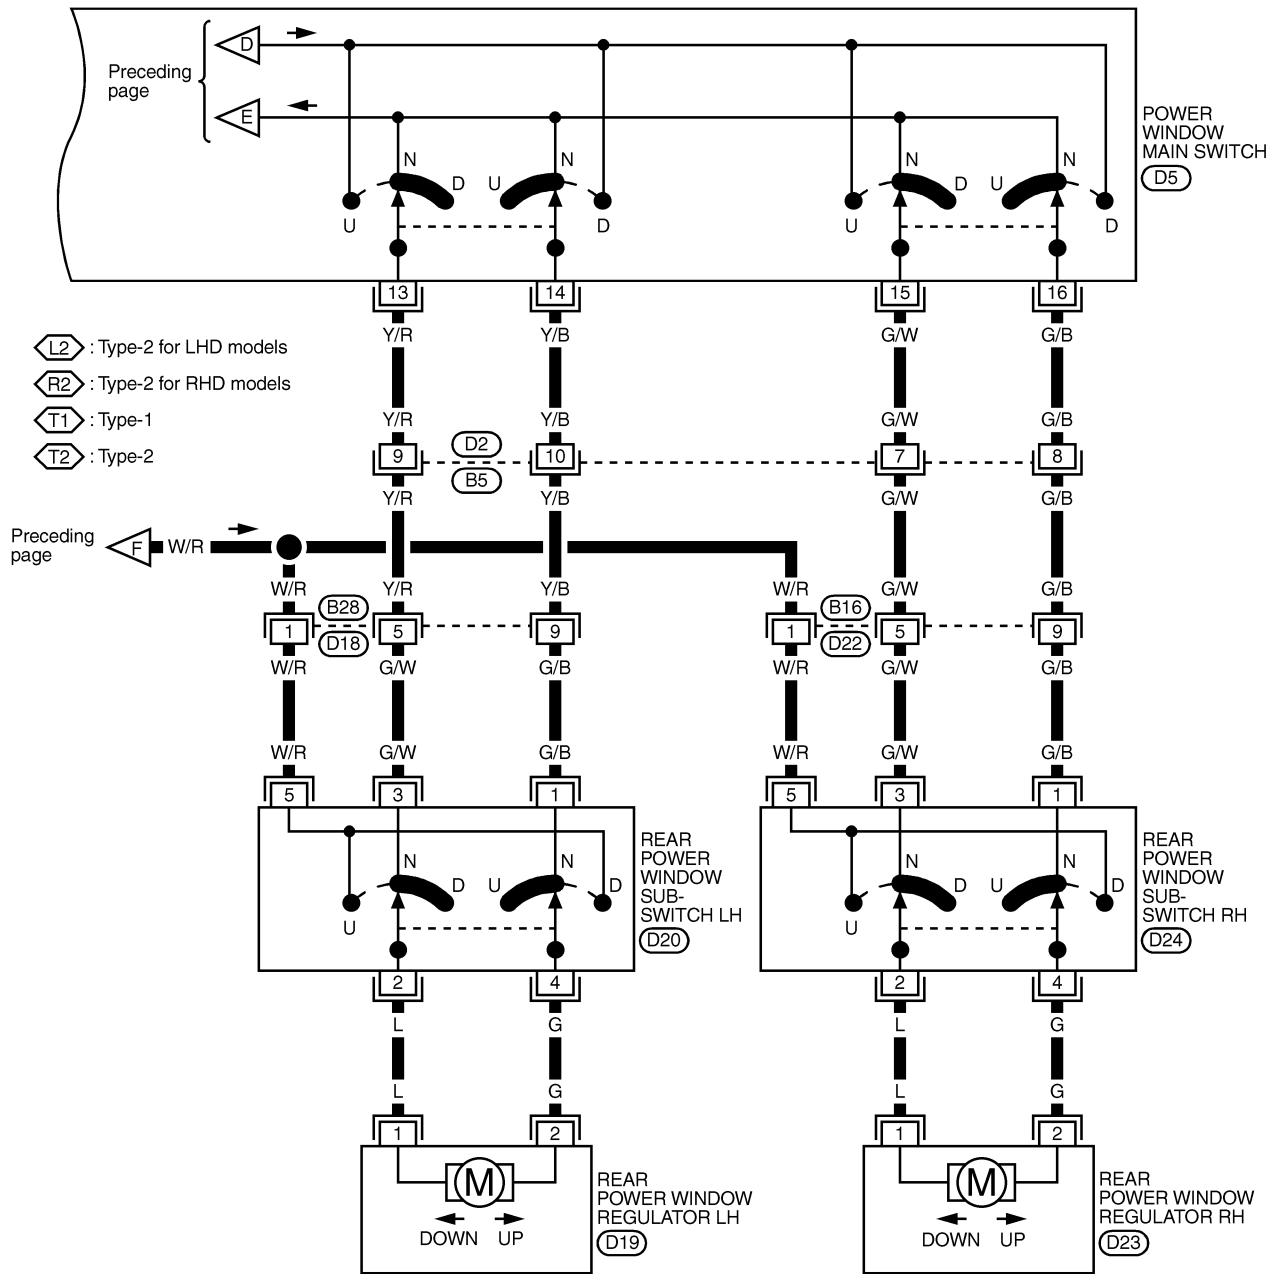 D
Preceding
page
E
POWER
WINDOW
MAIN SWITCH
D5
N N N N
D U D U
U D U D
13 14 15 16
Y/R Y/B G/W G/B
L2 : Type-2 for LHD models
R2 : Type-2 for RHD models
T1 : Type-1
T2 : Type-2
Y/R Y/B G/W G/B
9 D2 10 7 8
B5
Y/R Y/B G/W G/B
Preceding
page
F W/R
W/R Y/R Y/B W/R G/W G/B
B28 B16
1 5 9 1 5 9
D18 D22
W/R G/W G/B W/R G/W G/B
W/R G/W G/B W/R G/W G/B
5 3 1 5 3 1
REAR
POWER
WINDOW
SUB-
SWITCH LH
D20
REAR
POWER
WINDOW
SUB-
SWITCH RH
D24
N N N N
D U D D U D
U U
2 4 2 4
L G L G
L G L G
1 2 1 2
M M
DOWN UP
DOWN UP
REAR
POWER WINDOW
REGULATOR LH
D19
REAR
POWER WINDOW
REGULATOR RH
D23